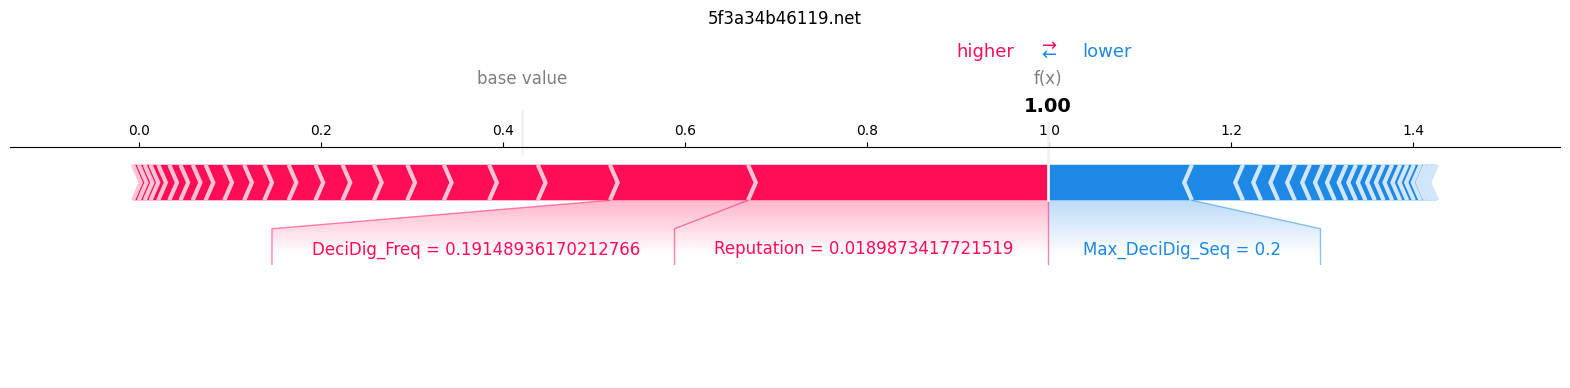 5f3a34b46119.net
higher ⇄ lower
base value f(x)
1.00
0.0 0.2 0.4 0.6 0.8 1 0 1.2 1.4
DeciDig_Freq = 0.19148936170212766 Reputation = 0.0189873417721519 Max_DeciDig_Seq = 0.2